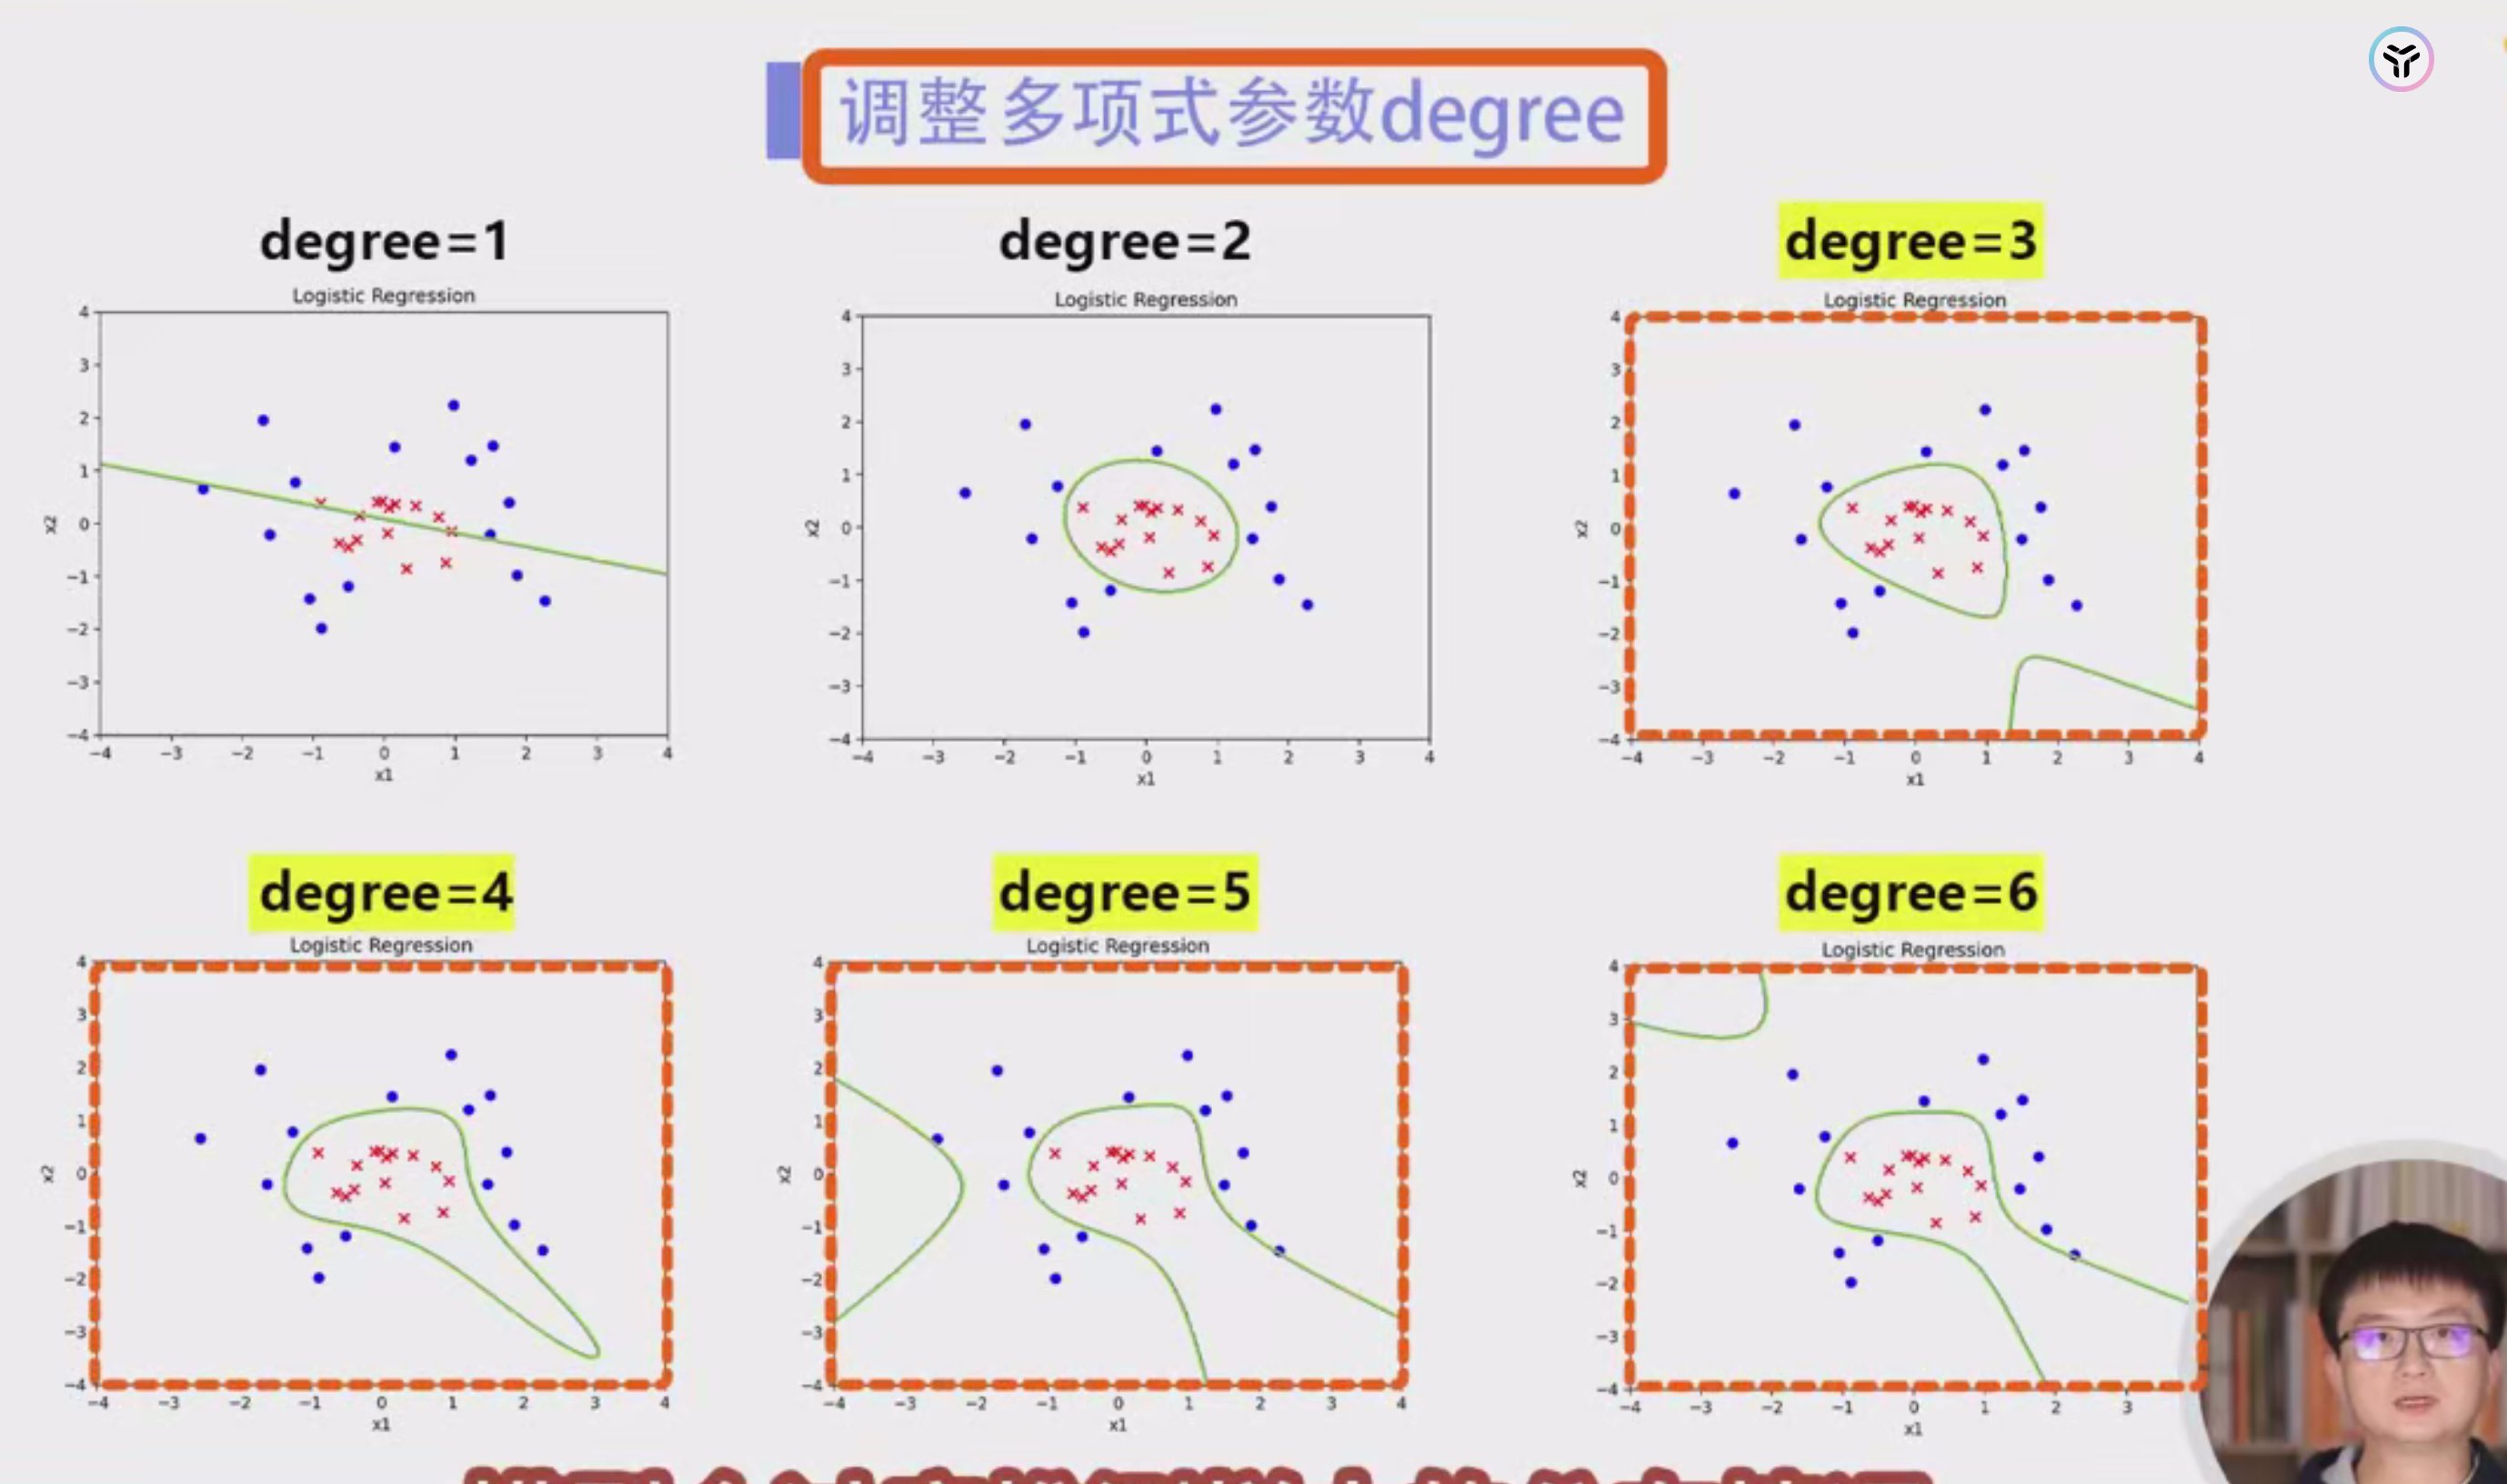 调整多项式参数degree
degree=1
degree=2
degree=3
Logistic Regression
Logistic Regression
Logistic Regression
4
3
2
1
0
−1
−2
−3
−4
x2
−4 −3 −2 −1 0 1 2 3 4
x1
4
3
2
1
0
−1
−2
−3
−4
x2
−4 −3 −2 −1 0 1 2 3 4
x1
4
3
2
1
0
−1
−2
−3
−4
x2
−4 −3 −2 −1 0 1 2 3 4
x1
degree=4
degree=5
degree=6
Logistic Regression
Logistic Regression
Logistic Regression
4
3
2
1
0
−1
−2
−3
−4
x2
−4 −3 −2 −1 0 1 2 3 4
x1
4
3
2
1
0
−1
−2
−3
−4
x2
−4 −3 −2 −1 0 1 2 3 4
x1
4
3
2
1
0
−1
−2
−3
−4
x2
−4 −3 −2 −1 0 1 2 3
x1